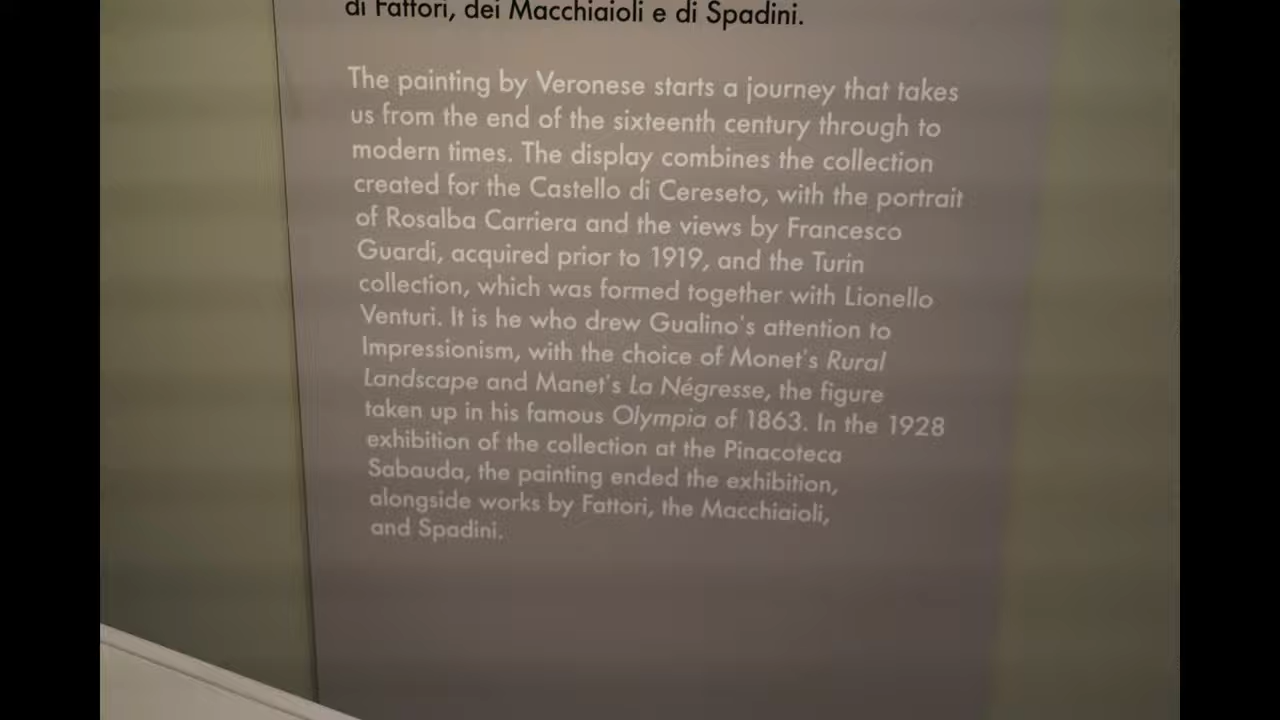 di Fattori, dei Macchiaioli e di Spadini.
The painting by Veronese starts a journey that takes
us from the end of the sixteenth century through to
modern times. The display combines the collection
created for the Castello di Cereseto, with the portrait
of Rosalba Carriera and the views by Francesco
Guardi, acquired prior to 1919, and the Turin
collection, which was formed together with Lionello
Venturi. It is he who drew Gualino's attention to
Impressionism, with the choice of Monet's Rural
Landscape and Manet's La Négresse, the figure
taken up in his famous Olympia of 1863. In the 1928
exhibition of the collection at the Pinacoteca
Sabauda, the painting ended the exhibition,
alongside works by Fattori, the Macchiaioli,
and Spadini.